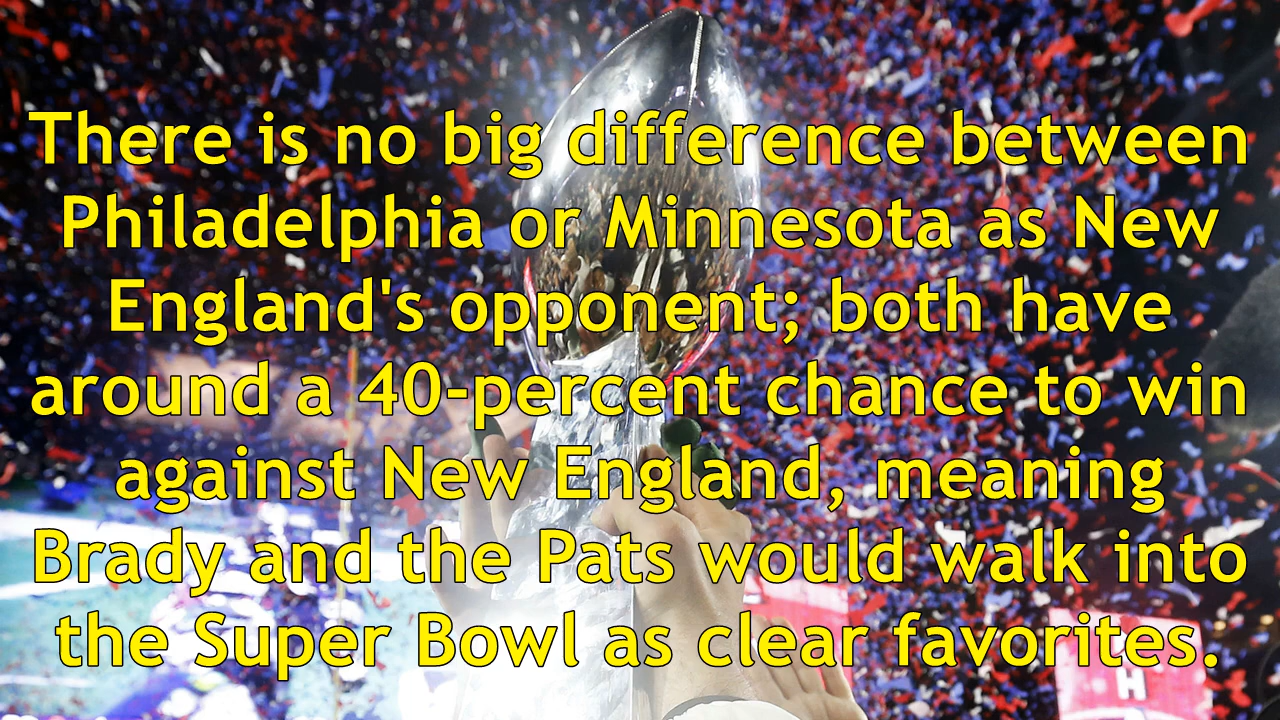 There is no big difference between
Philadelphia or Minnesota as New
England's opponent; both have
around a 40-percent chance to win
against New England, meaning
Brady and the Pats would walk into
the Super Bowl as clear favorites.
H